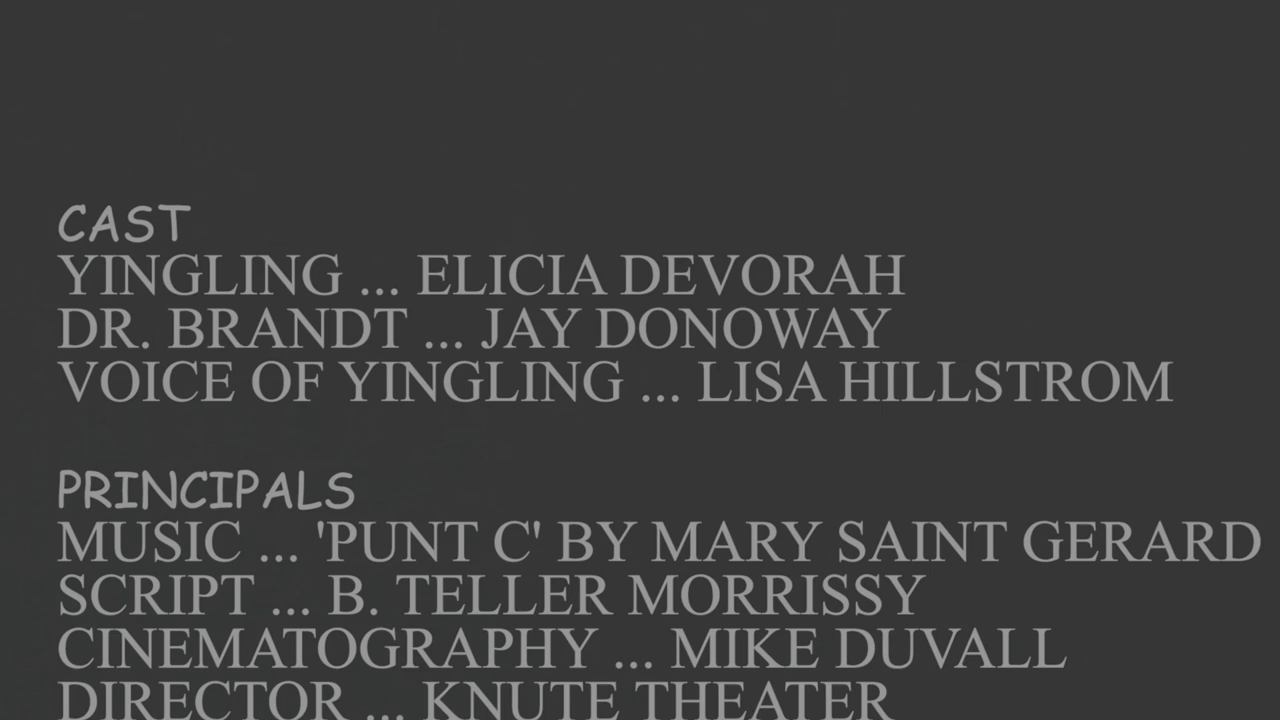 CAST
YINGLING ... ELICIA DEVORAH
DR. BRANDT ... JAY DONOWAY
VOICE OF YINGLING ... LISA HILLSTROM
PRINCIPALS
MUSIC ... 'PUNT C' BY MARY SAINT GERARD
SCRIPT ... B. TELLER MORRISSY
CINEMATOGRAPHY ... MIKE DUVALL
DIRECTOR ... KNUTE THEATER